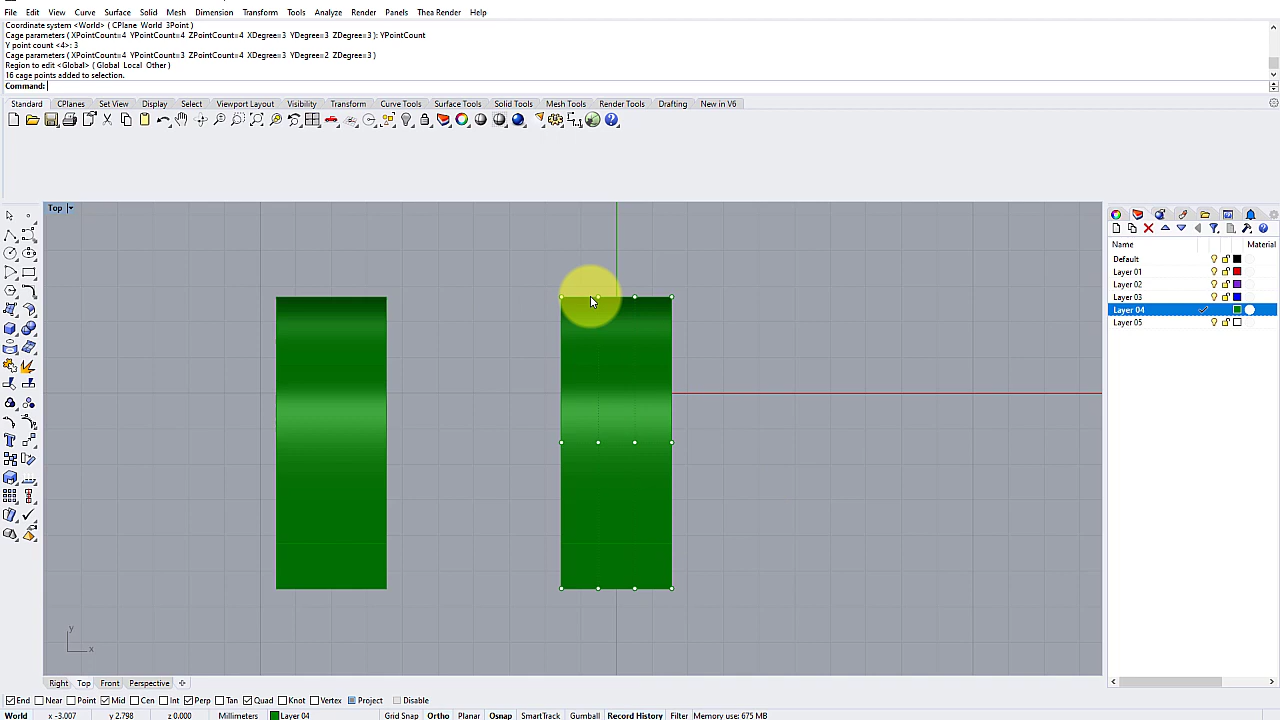 File Edit View Curve Surface Solid Mesh Dimension Transform Tools Analyze Render Panels Thea Render Help
Coordinate system <World> ( CPlane World 3Point )
Cage parameters ( XPointCount=4 YPointCount=4 ZPointCount=4 XDegree=3 YDegree=3 ZDegree=3 ): YPointCount
Y point count <4>: 3
Cage parameters ( XPointCount=4 YPointCount=3 ZPointCount=4 XDegree=3 YDegree=2 ZDegree=3 )
Region to edit <Global> ( Global Local Other )
16 cage points added to selection.
Command:
Standard CPlanes Set View Display Select Viewport Layout Visibility Transform Curve Tools Surface Tools Solid Tools Mesh Tools Render Tools Drafting New in V6
Top
Name Material
Default
Layer 01
Layer 02
Layer 03
Layer 04
Layer 05
y
x
Right Top Front Perspective
End Near Point Mid Cen Int Perp Tan Quad Knot Vertex Project Disable
World x -3.007 y 2.798 z 0.000 Millimeters Layer 04 Grid Snap Ortho Planar Osnap SmartTrack Gumball Record History Filter Memory use: 675 MB